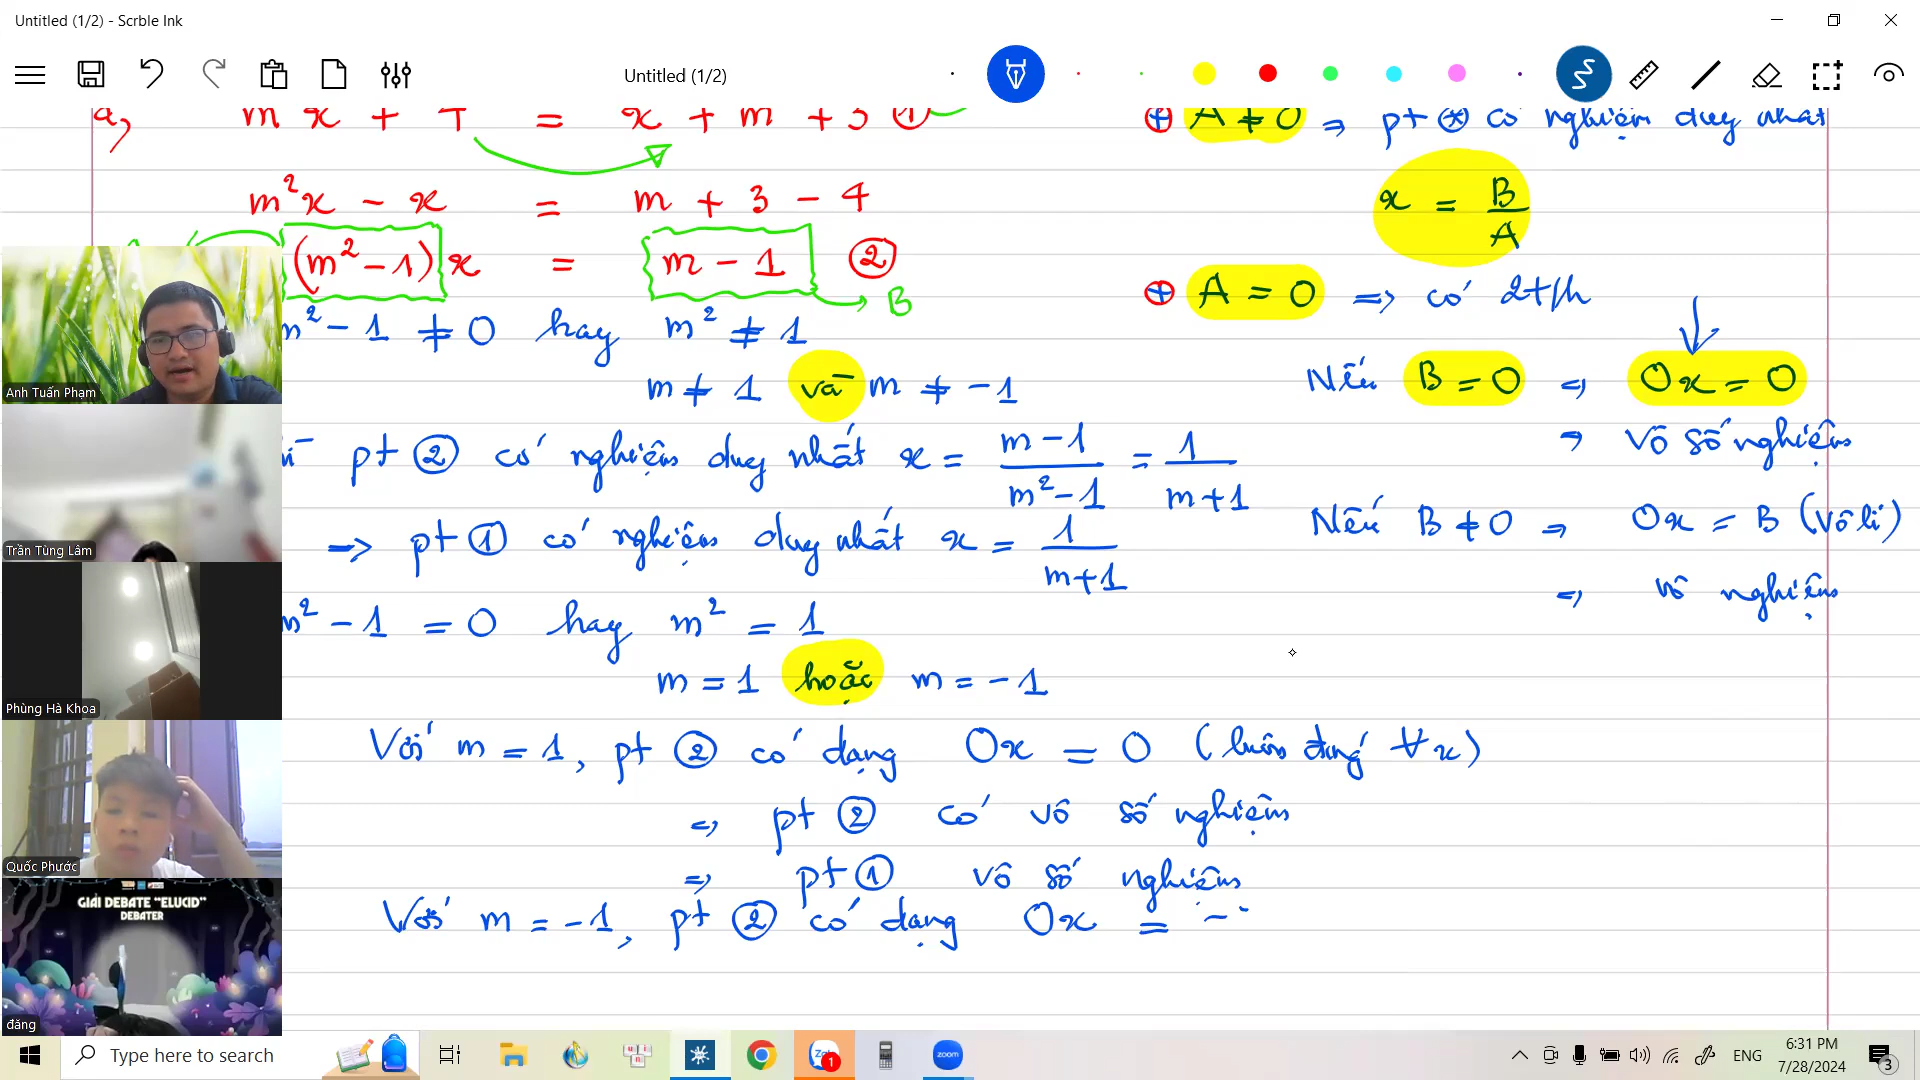 Untitled (1/2) - Scrble Ink
Untitled (1/2)
a,
= x + m + 3 ①
m²x - x = m + 3 - 4
(m² - 1) x = m - 1 ②
B
m² - 1 ≠ 0 hay m² ≠ 1
m ≠ 1 và m ≠ -1
pt ② có nghiệm duy nhất x = (m - 1)/(m² - 1) = 1/(m+1)
=> pt ① có nghiệm duy nhất x = 1/(m+1)
m² - 1 = 0 hay m² = 1
m = 1 hoặc m = -1
Với m = 1, pt ② có dạng 0x = 0 (luôn đúng ∀x)
=> pt ② có vô số nghiệm
=> pt ① vô số nghiệm
Với m = -1, pt ② có dạng 0x = -
⊕ A ≠ 0 => pt ⊛ có nghiệm duy nhất
x = B/A
⊕ A = 0 => có 2t/h
Nếu B = 0 => 0x = 0
=> Vô số nghiệm
Nếu B ≠ 0 => 0x = B (vô lí)
=> vô nghiệm
Anh Tuấn Phạm
Trần Tùng Lâm
Phùng Hà Khoa
Quốc Phước
GIẢI DEBATE "ELUCID"
DEBATER
đăng
Type here to search
zoom
1
ENG
6:31 PM
7/28/2024
3